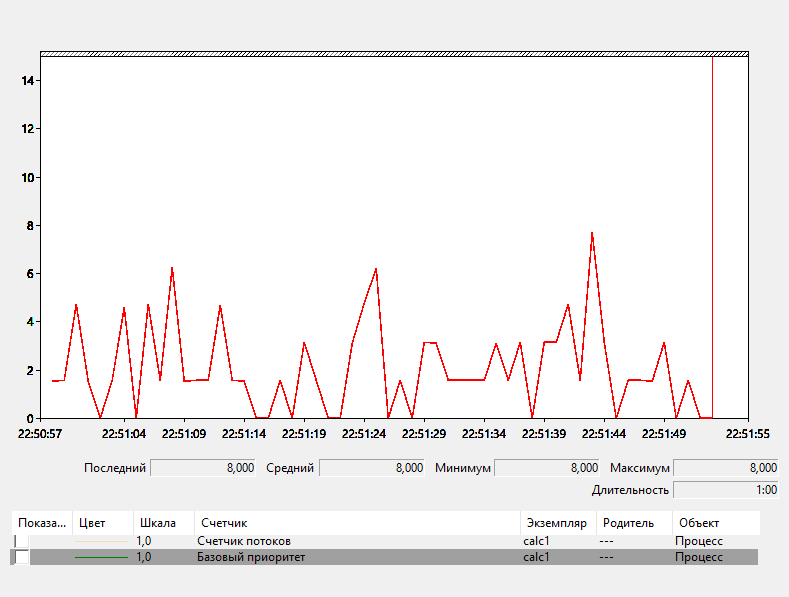 14
12
10
8
6
4
2
0
22:50:57 22:51:04 22:51:09 22:51:14 22:51:19 22:51:24 22:51:29 22:51:34 22:51:39 22:51:44 22:51:49 22:51:55
Последний 8,000 Средний 8,000 Минимум 8,000 Максимум 8,000
Длительность 1:00
Показа... Цвет Шкала Счетчик Экземпляр Родитель Объект
1,0 Счетчик потоков calc1 --- Процесс
1,0 Базовый приоритет calc1 --- Процесс